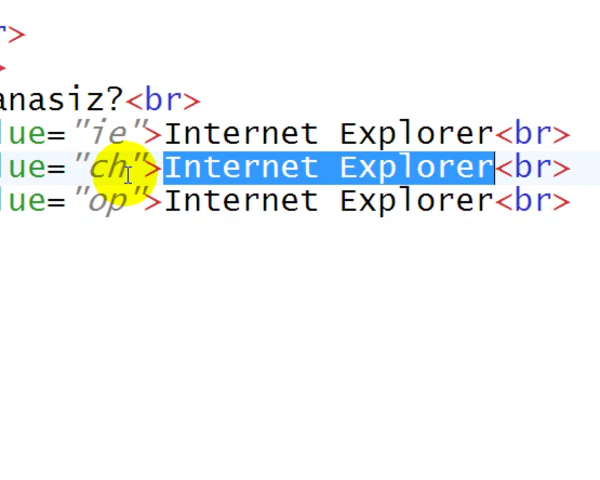 r>
>
anasiz?<br>
lue="ie">Internet Explorer<br>
lue="ch">Internet Explorer<br>
lue="op">Internet Explorer<br>